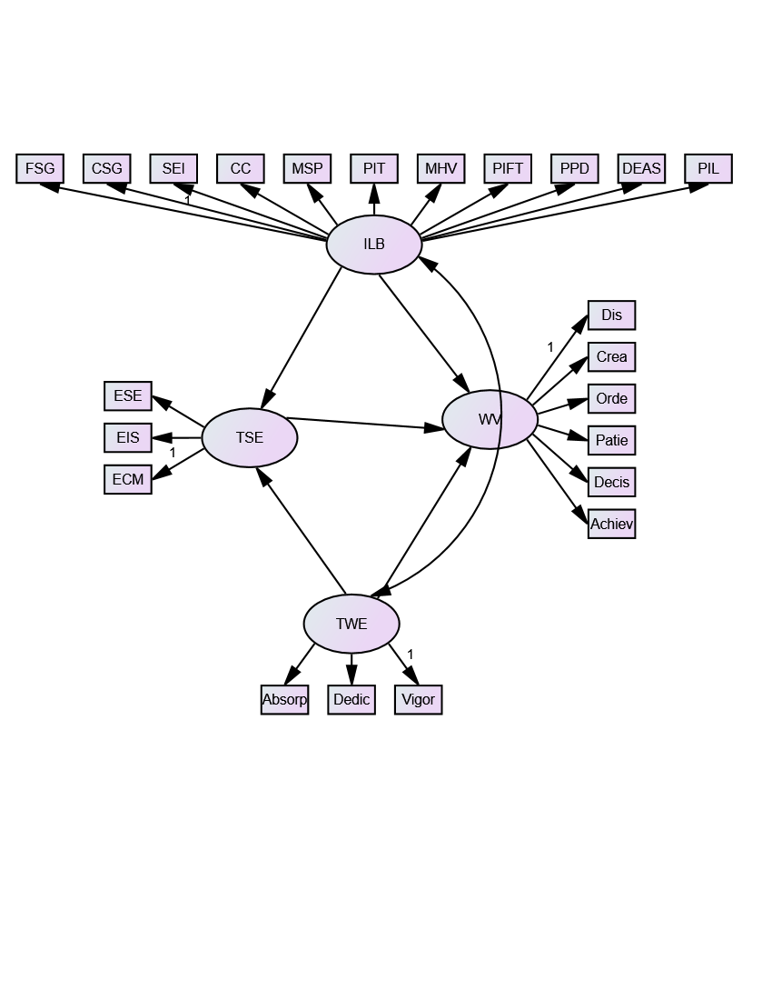 FSG
CSG
SEI
CC
MSP
PIT
MHV
PIFT
PPD
DEAS
PIL
1
ILB
Dis
1
Crea
ESE
Orde
TSE
WV
EIS
Patie
1
ECM
Decis
Achiev
TWE
1
Absorp
Dedic
Vigor